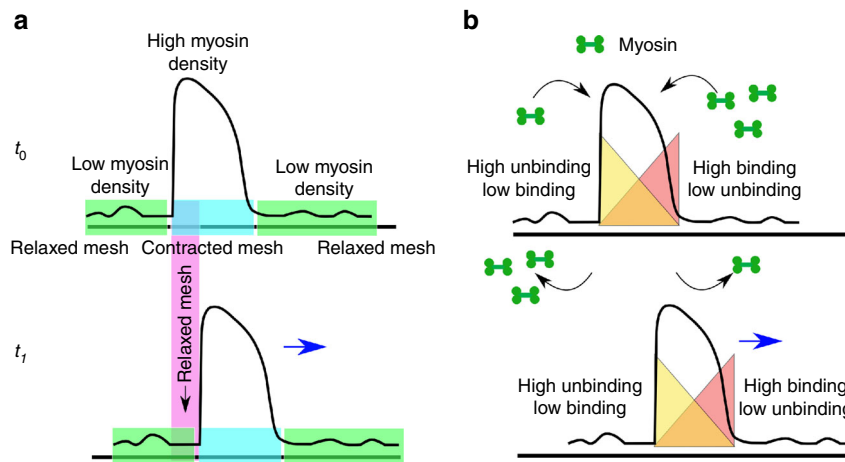 a
High myosin
density
t0
Low myosin
density
Low myosin
density
Relaxed mesh
Contracted mesh
Relaxed mesh
Relaxed mesh
t1
b
Myosin
High unbinding
low binding
High binding
low unbinding
High unbinding
low binding
High binding
low unbinding